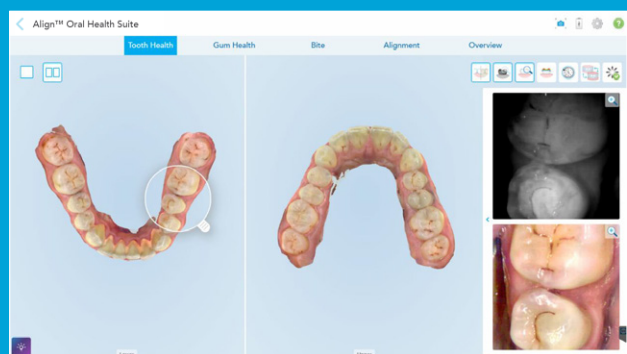 Align™ Oral Health Suite
Tooth Health
Gum Health
Bite
Alignment
Overview